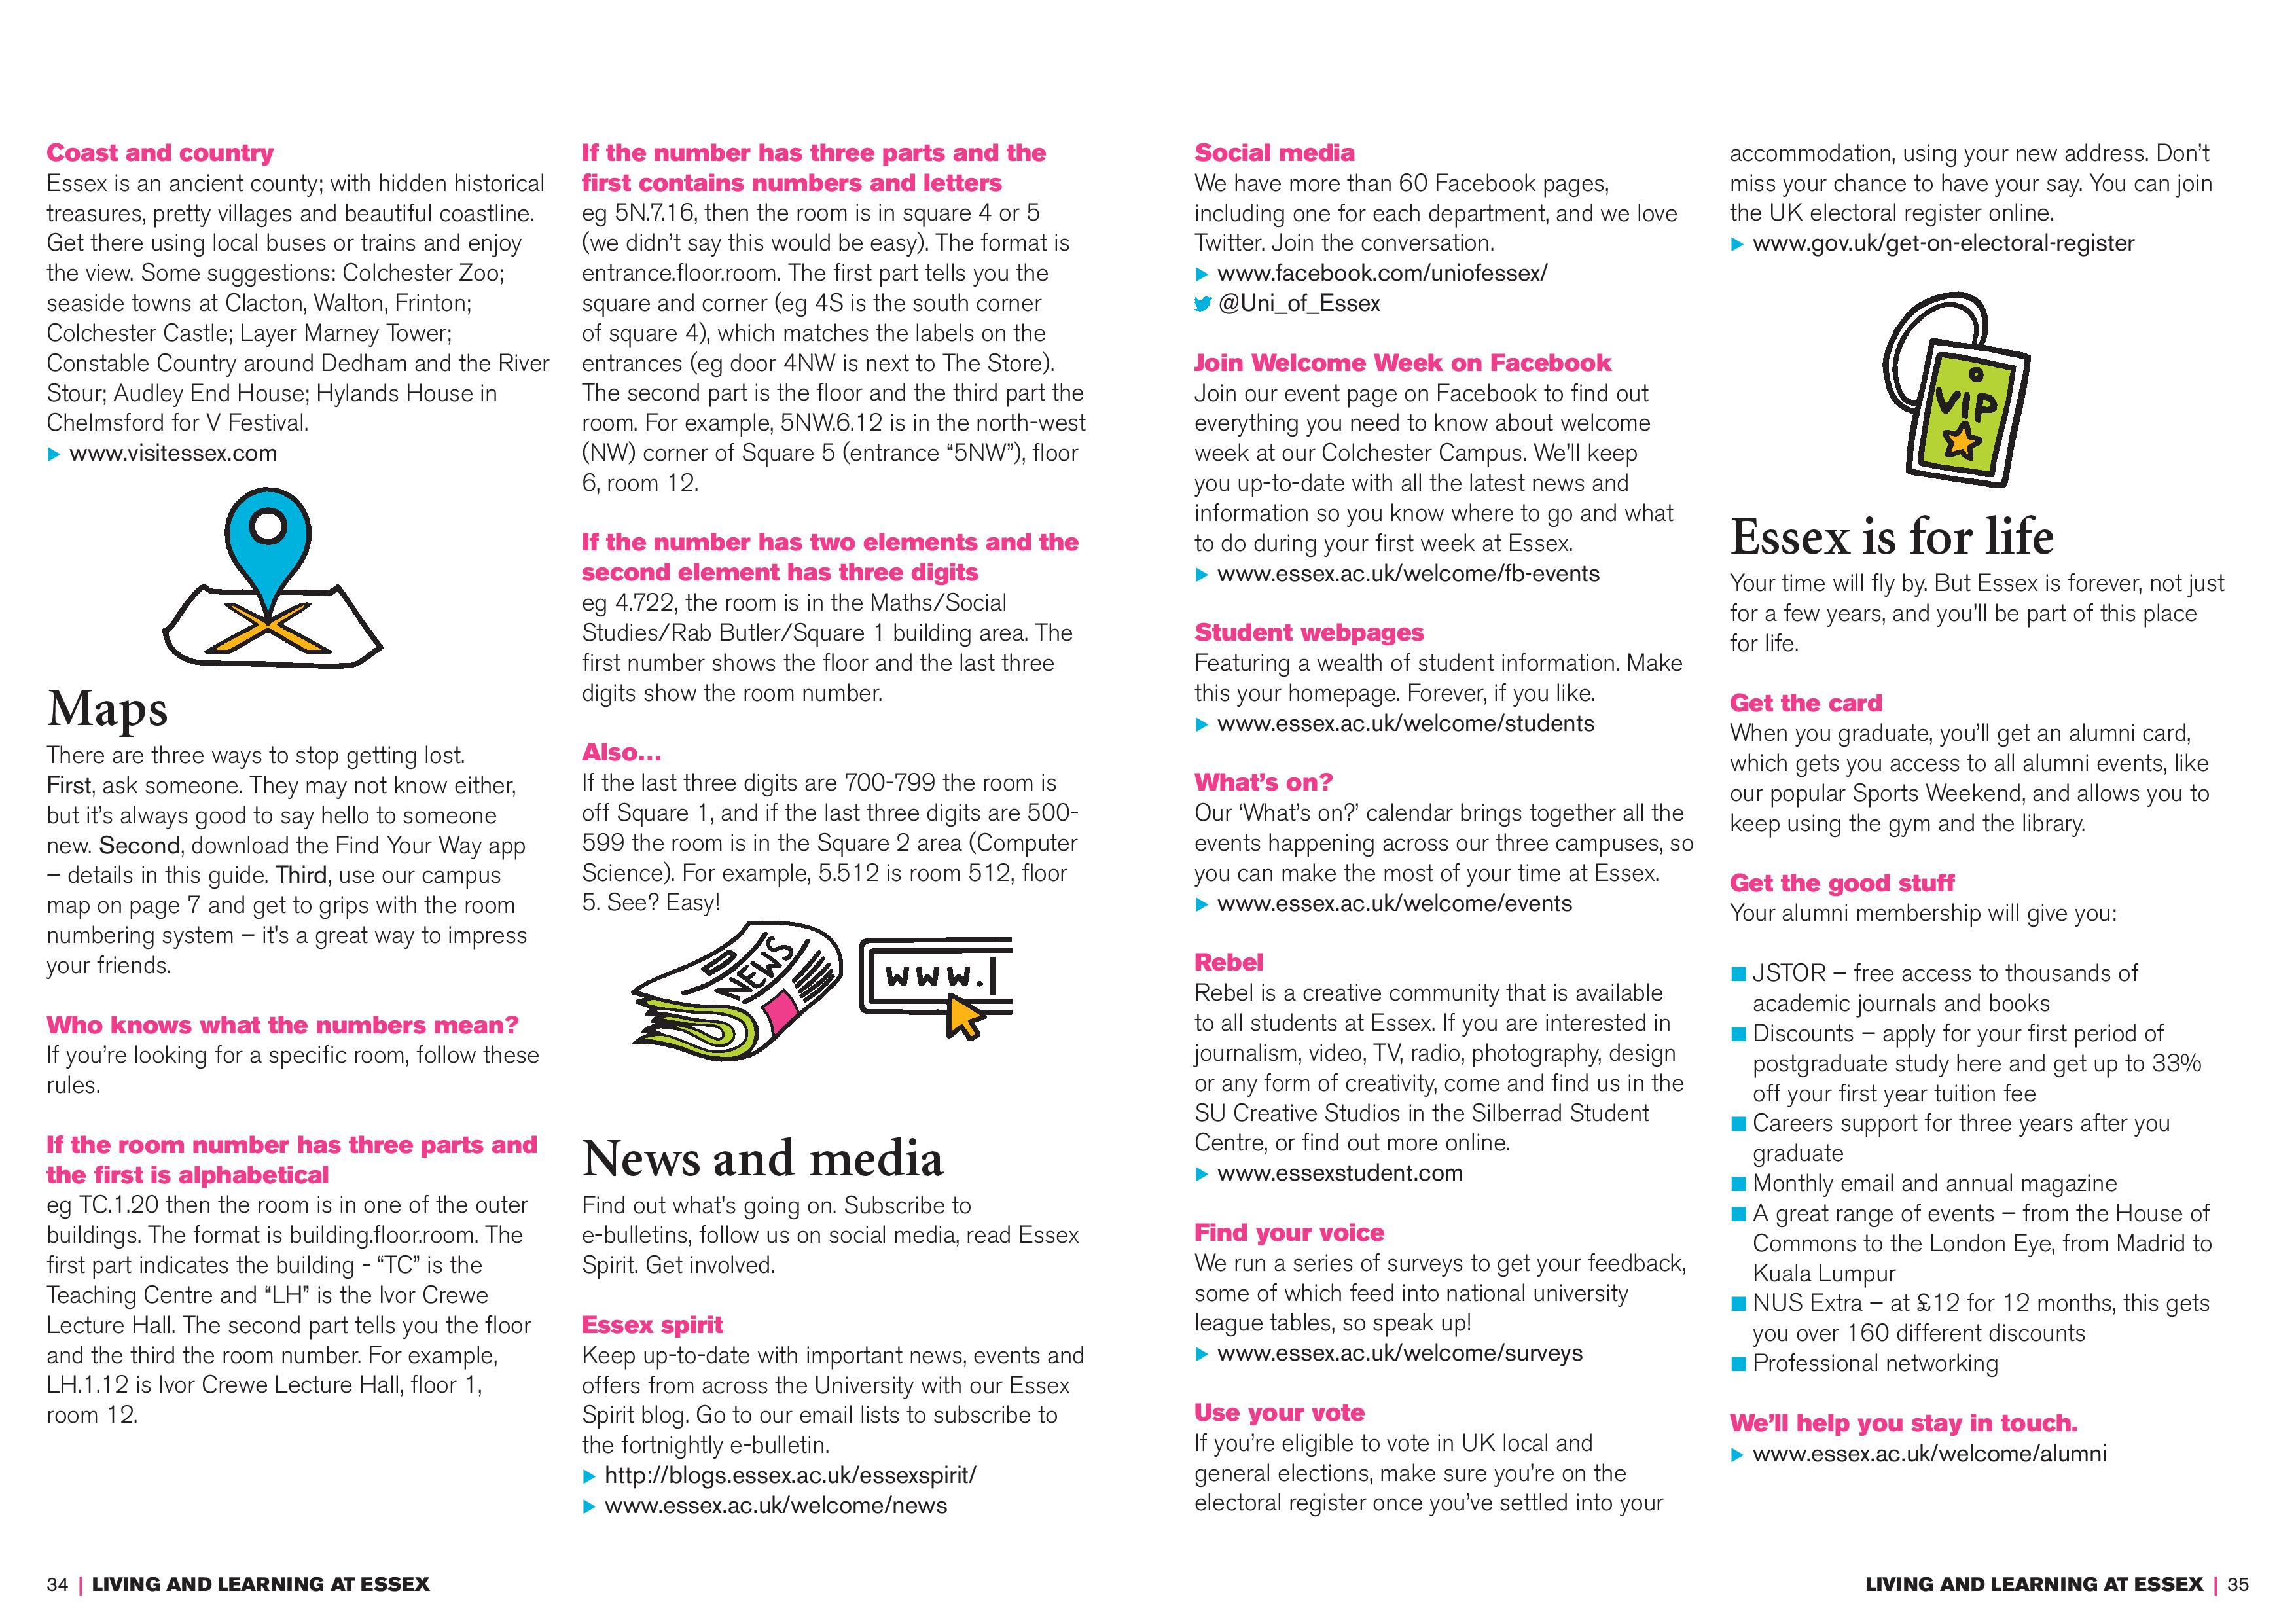 Coast and country
Essex is an ancient county; with hidden historical
treasures, pretty villages and beautiful coastline.
Get there using local buses or trains and enjoy
the view. Some suggestions: Colchester Zoo;
seaside towns at Clacton, Walton, Frinton;
Colchester Castle; Layer Marney Tower;
Constable Country around Dedham and the River
Stour; Audley End House; Hylands House in
Chelmsford for V Festival.
www.visitessex.com
Maps
There are three ways to stop getting lost.
First, ask someone. They may not know either,
but it’s always good to say hello to someone
new. Second, download the Find Your Way app
– details in this guide. Third, use our campus
map on page 7 and get to grips with the room
numbering system – it’s a great way to impress
your friends.
Who knows what the numbers mean?
If you’re looking for a specific room, follow these
rules.
If the room number has three parts and
the first is alphabetical
eg TC.1.20 then the room is in one of the outer
buildings. The format is building.floor.room. The
first part indicates the building - “TC” is the
Teaching Centre and “LH” is the Ivor Crewe
Lecture Hall. The second part tells you the floor
and the third the room number. For example,
LH.1.12 is Ivor Crewe Lecture Hall, floor 1,
room 12.
If the number has three parts and the
first contains numbers and letters
eg 5N.7.16, then the room is in square 4 or 5
(we didn’t say this would be easy). The format is
entrance.floor.room. The first part tells you the
square and corner (eg 4S is the south corner
of square 4), which matches the labels on the
entrances (eg door 4NW is next to The Store).
The second part is the floor and the third part the
room. For example, 5NW.6.12 is in the north-west
(NW) corner of Square 5 (entrance “5NW”), floor
6, room 12.
If the number has two elements and the
second element has three digits
eg 4.722, the room is in the Maths/Social
Studies/Rab Butler/Square 1 building area. The
first number shows the floor and the last three
digits show the room number.
Also...
If the last three digits are 700-799 the room is
off Square 1, and if the last three digits are 500-
599 the room is in the Square 2 area (Computer
Science). For example, 5.512 is room 512, floor
5. See? Easy!
NEWS
www.
News and media
Find out what’s going on. Subscribe to
e-bulletins, follow us on social media, read Essex
Spirit. Get involved.
Essex spirit
Keep up-to-date with important news, events and
offers from across the University with our Essex
Spirit blog. Go to our email lists to subscribe to
the fortnightly e-bulletin.
http://blogs.essex.ac.uk/essexspirit/
www.essex.ac.uk/welcome/news
34 | LIVING AND LEARNING AT ESSEX
Social media
We have more than 60 Facebook pages,
including one for each department, and we love
Twitter. Join the conversation.
www.facebook.com/uniofessex/
@Uni_of_Essex
Join Welcome Week on Facebook
Join our event page on Facebook to find out
everything you need to know about welcome
week at our Colchester Campus. We’ll keep
you up-to-date with all the latest news and
information so you know where to go and what
to do during your first week at Essex.
www.essex.ac.uk/welcome/fb-events
Student webpages
Featuring a wealth of student information. Make
this your homepage. Forever, if you like.
www.essex.ac.uk/welcome/students
What’s on?
Our ‘What’s on?’ calendar brings together all the
events happening across our three campuses, so
you can make the most of your time at Essex.
www.essex.ac.uk/welcome/events
Rebel
Rebel is a creative community that is available
to all students at Essex. If you are interested in
journalism, video, TV, radio, photography, design
or any form of creativity, come and find us in the
SU Creative Studios in the Silberrad Student
Centre, or find out more online.
www.essexstudent.com
Find your voice
We run a series of surveys to get your feedback,
some of which feed into national university
league tables, so speak up!
www.essex.ac.uk/welcome/surveys
Use your vote
If you’re eligible to vote in UK local and
general elections, make sure you’re on the
electoral register once you’ve settled into your
accommodation, using your new address. Don’t
miss your chance to have your say. You can join
the UK electoral register online.
www.gov.uk/get-on-electoral-register
VIP
Essex is for life
Your time will fly by. But Essex is forever, not just
for a few years, and you’ll be part of this place
for life.
Get the card
When you graduate, you’ll get an alumni card,
which gets you access to all alumni events, like
our popular Sports Weekend, and allows you to
keep using the gym and the library.
Get the good stuff
Your alumni membership will give you:
JSTOR – free access to thousands of
academic journals and books
Discounts – apply for your first period of
postgraduate study here and get up to 33%
off your first year tuition fee
Careers support for three years after you
graduate
Monthly email and annual magazine
A great range of events – from the House of
Commons to the London Eye, from Madrid to
Kuala Lumpur
NUS Extra – at £12 for 12 months, this gets
you over 160 different discounts
Professional networking
We’ll help you stay in touch.
www.essex.ac.uk/welcome/alumni
LIVING AND LEARNING AT ESSEX | 35